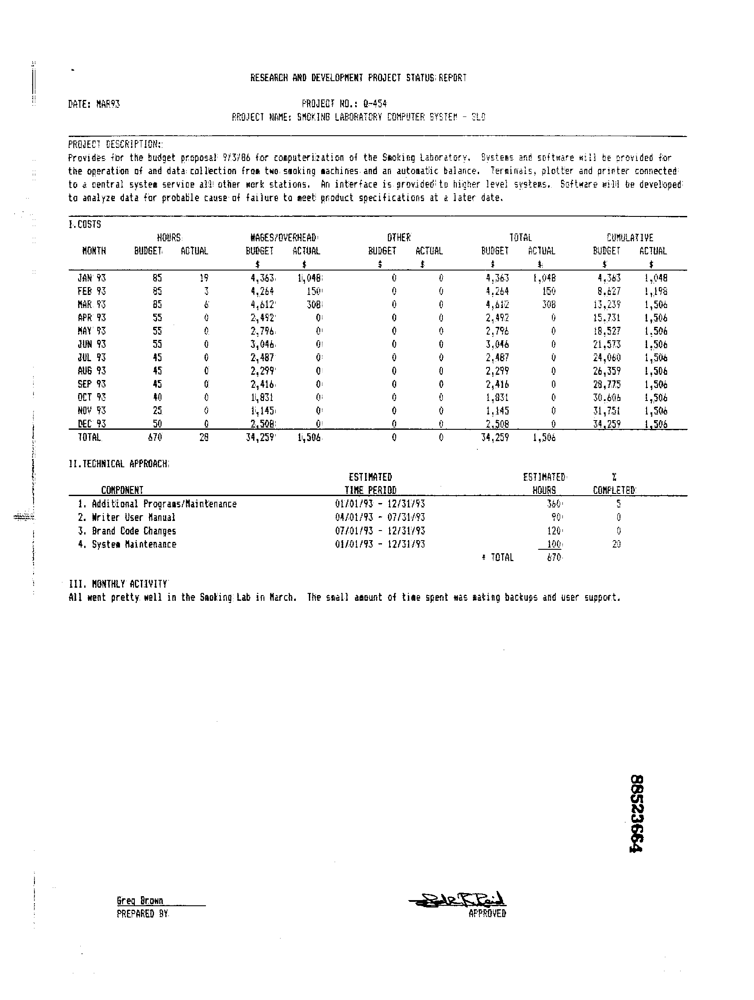 RESEARCH AND DEVELOPMENT PROJECT STATUS REPORT
DATE: MAR93 PROJECT NO.: Q-454
PROJECT NAME: SMOKING LABORATORY COMPUTER SYSTEM - SLD
PROJECT DESCRIPTION:
Provides for the budget proposal 9/3/86 for computerization of the Smoking Laboratory. Systems and software will be provided for
the operation of and data collection from two smoking machines and an automatic balance. Terminals, plotter and printer connected
to a central system service all other work stations. An interface is provided to higher level systems. Software will be developed
to analyze data for probable cause of failure to meet product specifications at a later date.
I.COSTS
HOURS WAGES/OVERHEAD OTHER TOTAL CUMULATIVE
MONTH BUDGET ACTUAL BUDGET ACTUAL BUDGET ACTUAL BUDGET ACTUAL BUDGET ACTUAL
$ $ $ $ $ $ $ $
JAN 93 85 19 4,363 1,048 0 0 4,363 1,048 4,363 1,048
FEB 93 85 3 4,264 150 0 0 4,264 150 8,627 1,198
MAR 93 85 6 4,612 308 0 0 4,612 308 13,239 1,506
APR 93 55 0 2,492 0 0 0 2,492 0 15,731 1,506
MAY 93 55 0 2,796 0 0 0 2,796 0 18,527 1,506
JUN 93 55 0 3,046 0 0 0 3,046 0 21,573 1,506
JUL 93 45 0 2,487 0 0 0 2,487 0 24,060 1,506
AUG 93 45 0 2,299 0 0 0 2,299 0 26,359 1,506
SEP 93 45 0 2,416 0 0 0 2,416 0 28,775 1,506
OCT 93 40 0 1,831 0 0 0 1,831 0 30,606 1,506
NOV 93 25 0 1,145 0 0 0 1,145 0 31,751 1,506
DEC 93 50 0 2,508 0 0 0 2,508 0 34,259 1,506
TOTAL 670 28 34,259 1,506 0 0 34,259 1,506
II.TECHNICAL APPROACH:
ESTIMATED ESTIMATED %
COMPONENT TIME PERIOD HOURS COMPLETED
1. Additional Programs/Maintenance 01/01/93 - 12/31/93 360 5
2. Writer User Manual 04/01/93 - 07/31/93 90 0
3. Brand Code Changes 07/01/93 - 12/31/93 120 0
4. System Maintenance 01/01/93 - 12/31/93 100 20
* TOTAL 670
III. MONTHLY ACTIVITY
All went pretty well in the Smoking Lab in March. The small amount of time spent was making backups and user support.
88523664
Greg Brown
PREPARED BY APPROVED